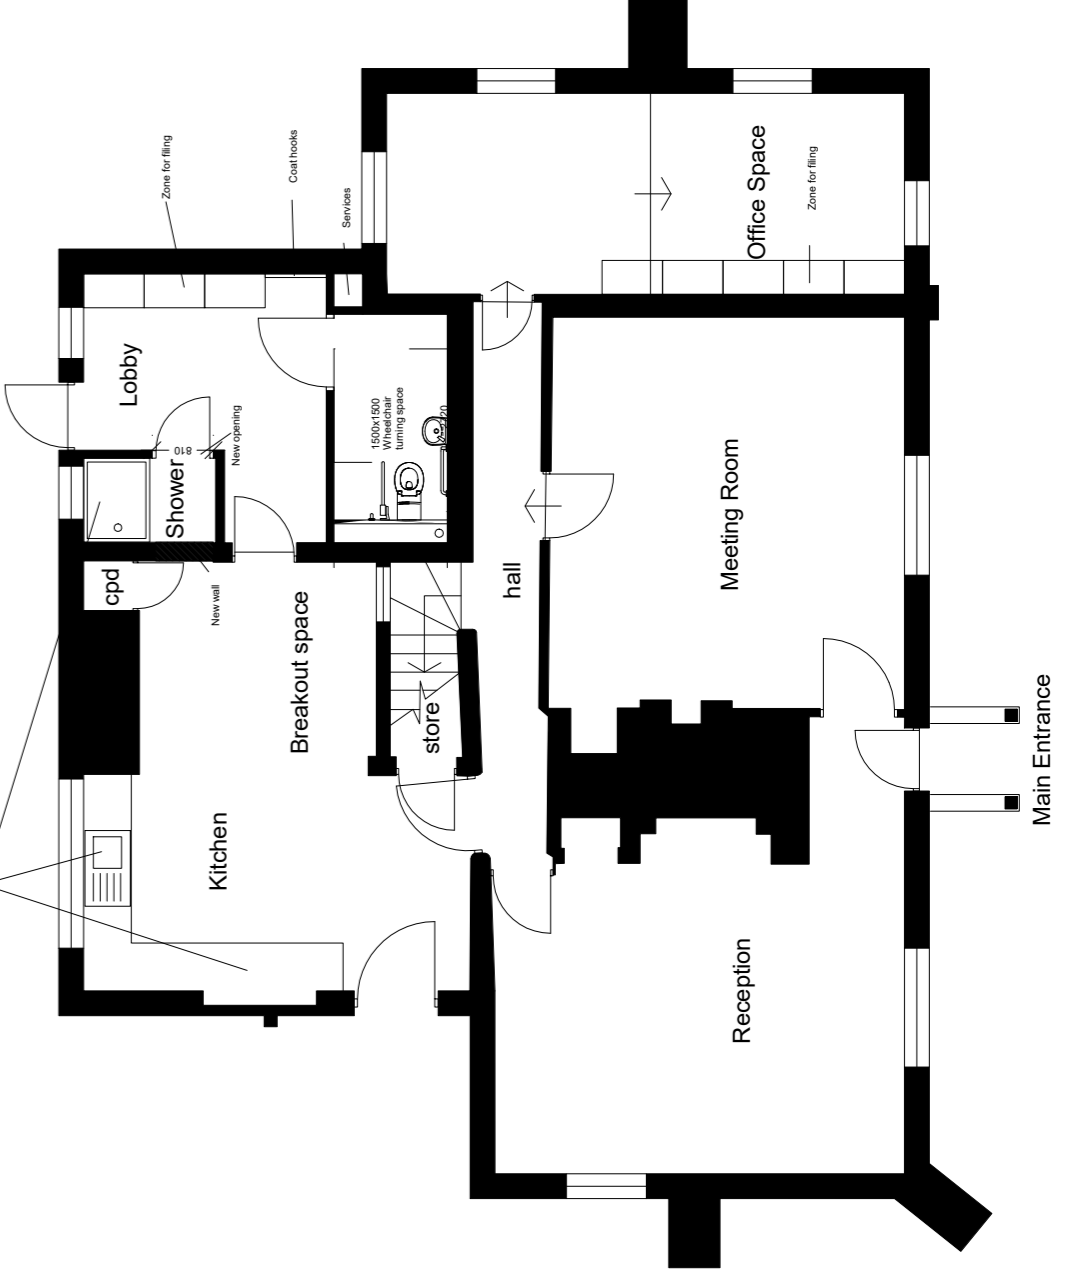 Zone for filing
Coat hooks
Services
Office Space
Zone for filing
Lobby
1500x1500
Wheelchair
turning space
810
New opening
Shower
Meeting Room
cpd
hall
New wall
Breakout space
store
Main Entrance
Kitchen
Reception